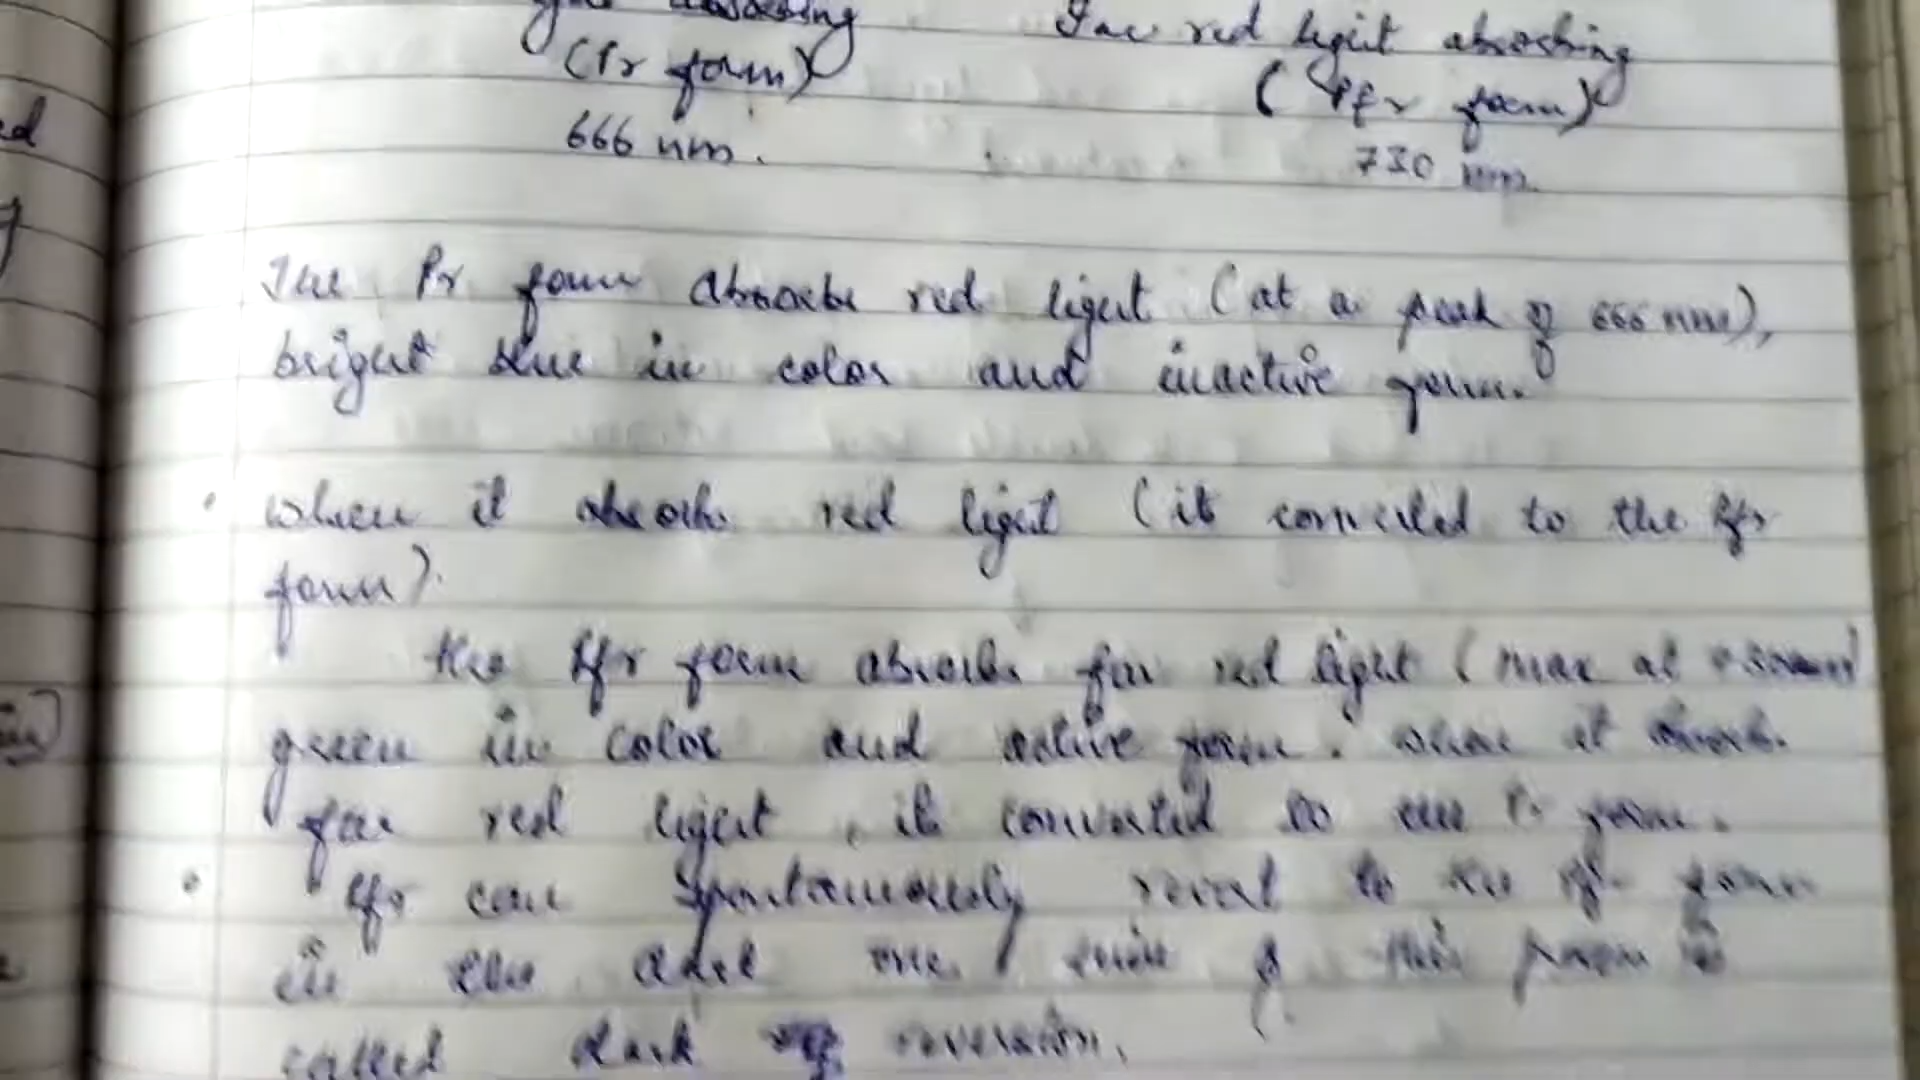 absorbing Far red light absorbing
(Pr form) (Pfr form)
666 nm. 730 nm.
The Pr form absorbs red light (at a peak of 666 nm),
bright blue in color and inactive form.
when it absorbs red light (it converted to the Pfr
form).
the Pfr form absorbs far red light (max at
green in color and active form. when it absorb
far red light, it converted to the Pr form.
Pfr can spontaneously revert to the form
in the this
called dark reversion.